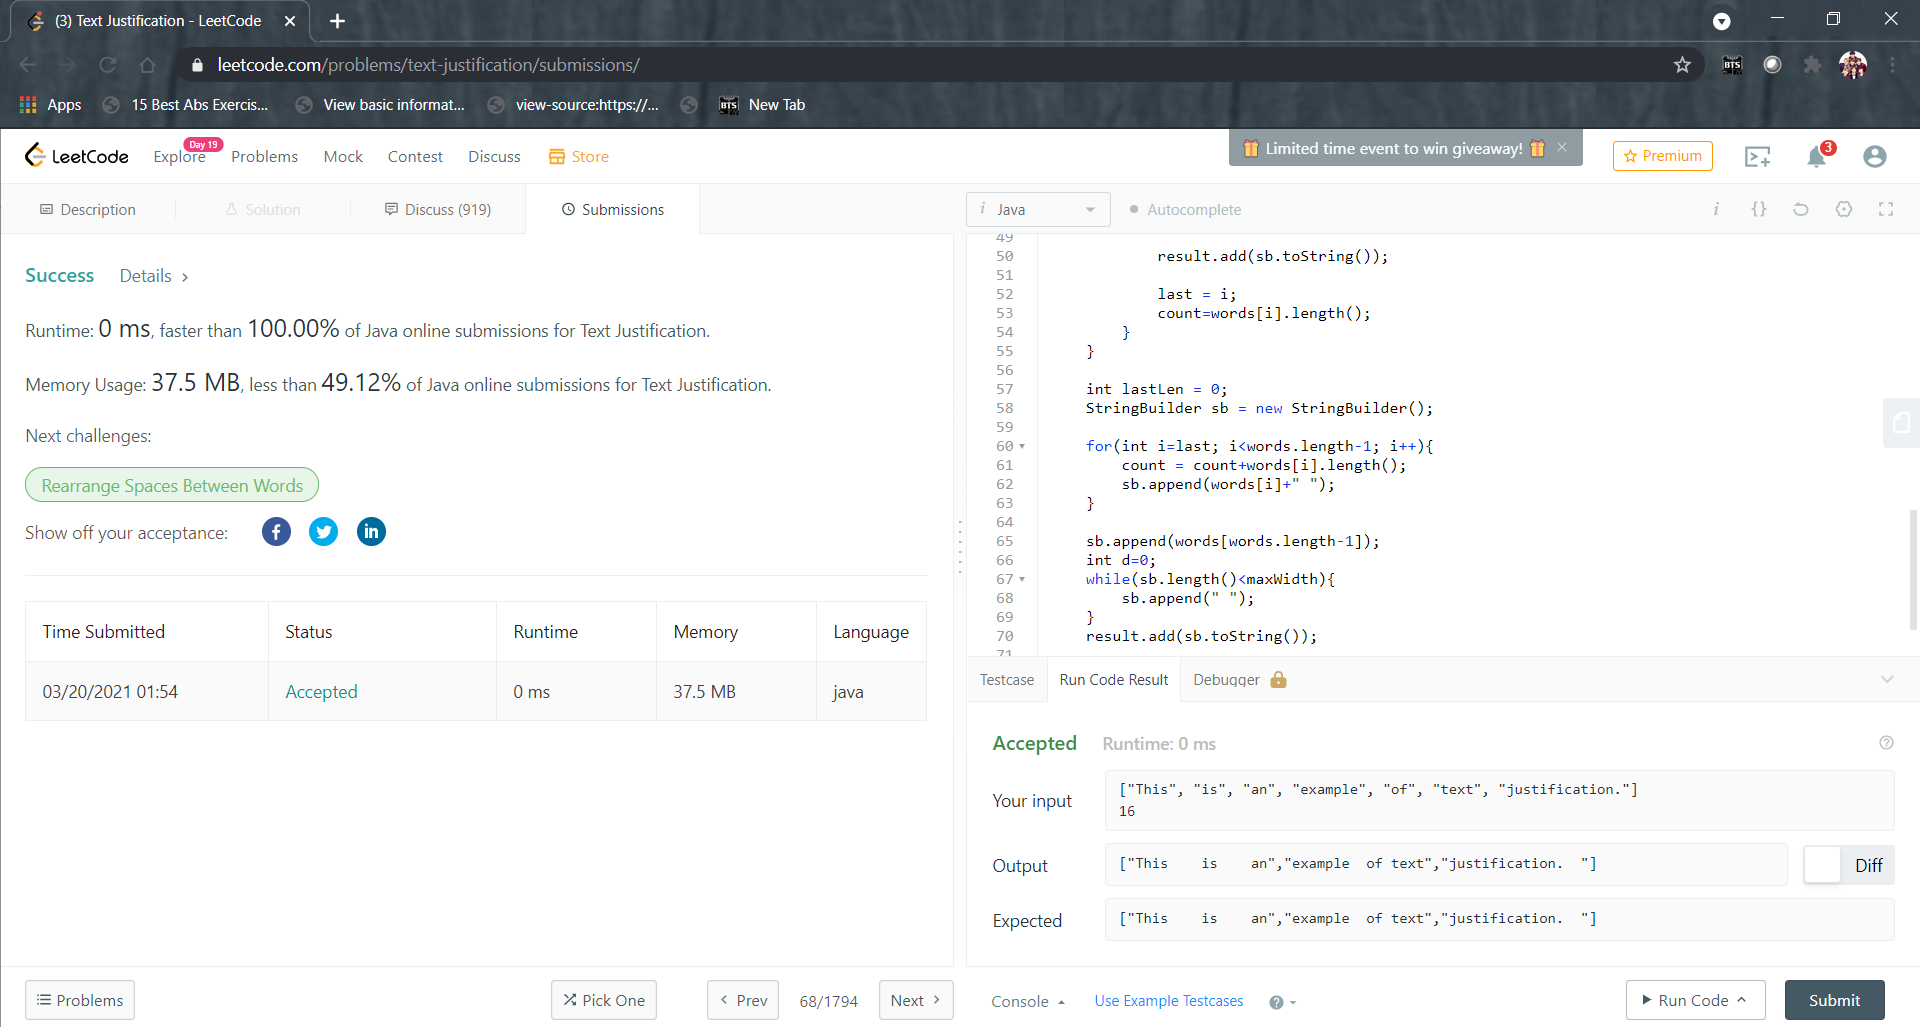 (3) Text Justification - LeetCode
leetcode.com/problems/text-justification/submissions/
BTS
Apps 15 Best Abs Exercis... View basic informat... view-source:https://... BTS New Tab
LeetCode Explore Day 19 Problems Mock Contest Discuss Store
Limited time event to win giveaway!
Premium
3
Description Solution Discuss (919) Submissions
i Java Autocomplete
i {}
Success Details >
Runtime: 0 ms, faster than 100.00% of Java online submissions for Text Justification.
Memory Usage: 37.5 MB, less than 49.12% of Java online submissions for Text Justification.
Next challenges:
Rearrange Spaces Between Words
Show off your acceptance:
Time Submitted Status Runtime Memory Language
03/20/2021 01:54 Accepted 0 ms 37.5 MB java
49
50 result.add(sb.toString());
51
52 last = i;
53 count=words[i].length();
54 }
55 }
56
57 int lastLen = 0;
58 StringBuilder sb = new StringBuilder();
59
60 for(int i=last; i<words.length-1; i++){
61 count = count+words[i].length();
62 sb.append(words[i]+" ");
63 }
64
65 sb.append(words[words.length-1]);
66 int d=0;
67 while(sb.length()<maxWidth){
68 sb.append(" ");
69 }
70 result.add(sb.toString());
71
Testcase Run Code Result Debugger
Accepted Runtime: 0 ms
Your input
["This", "is", "an", "example", "of", "text", "justification."]
16
Output ["This    is    an","example  of text","justification.  "] Diff
Expected ["This    is    an","example  of text","justification.  "]
Problems Pick One < Prev 68/1794 Next >
Console Use Example Testcases ? Run Code Submit